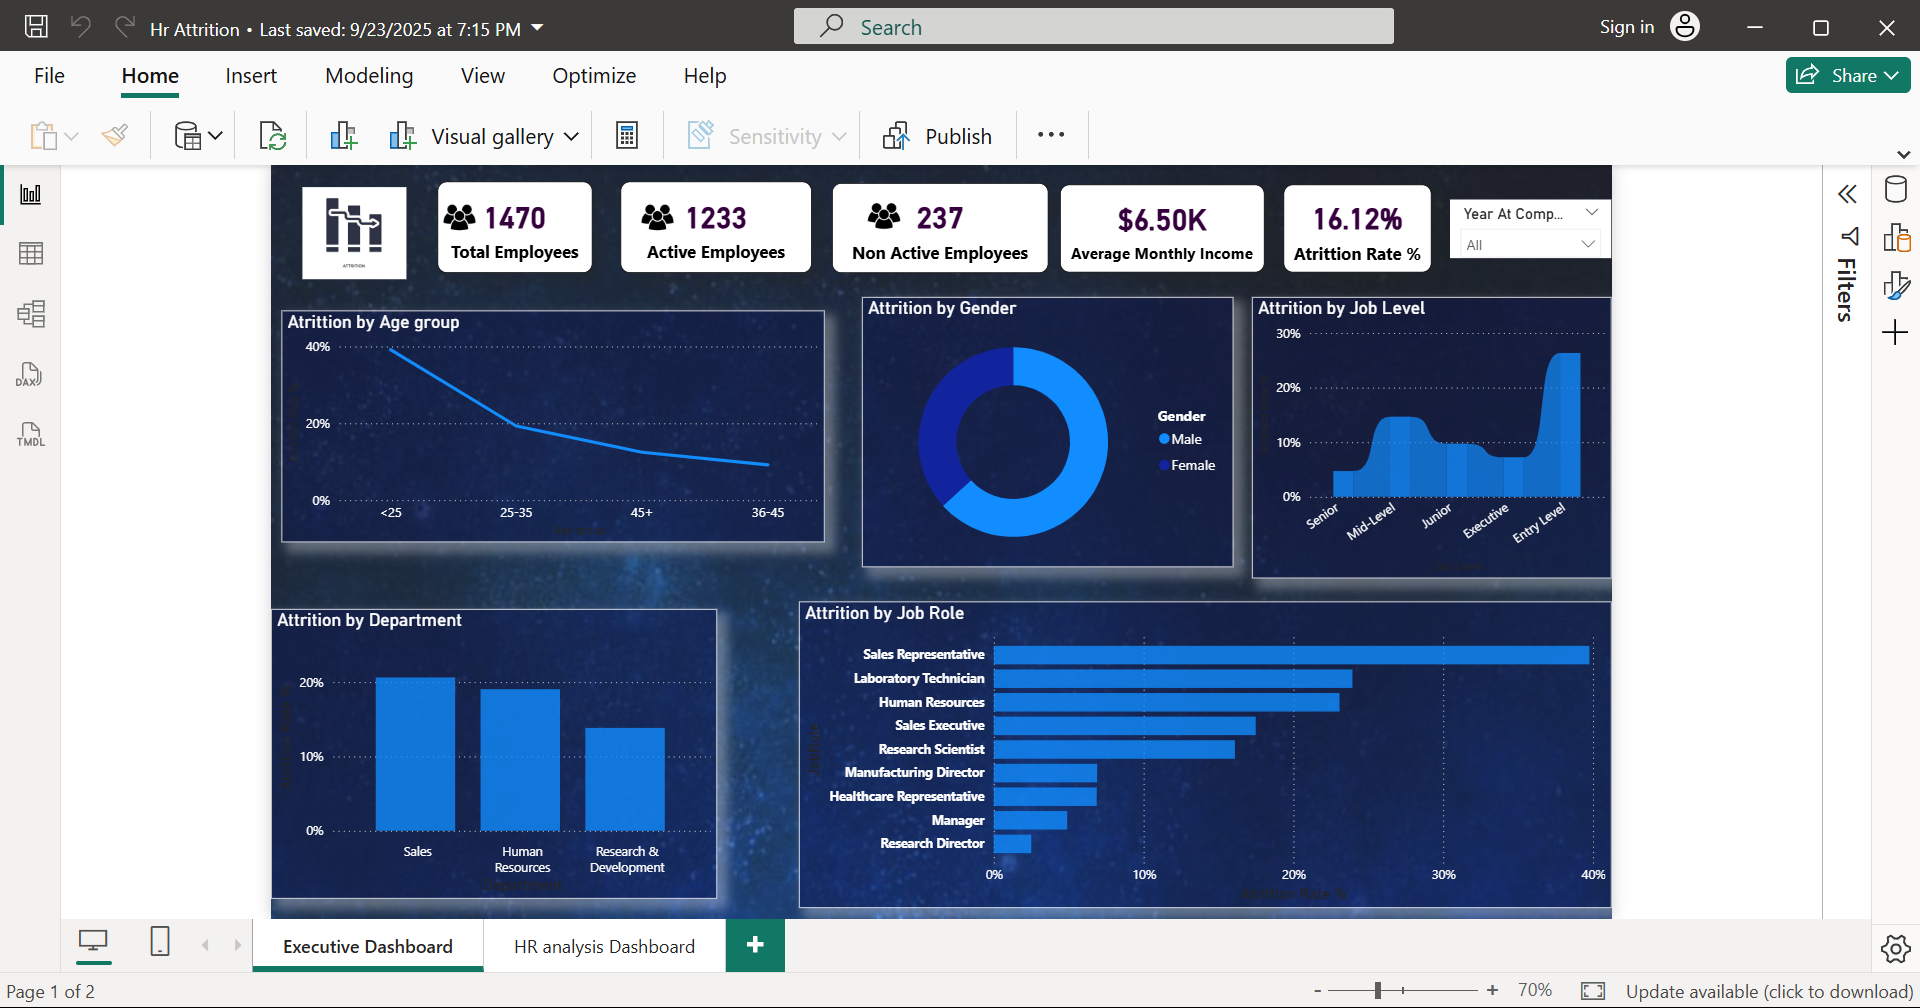 Hr Attrition • Last saved: 9/23/2025 at 7:15 PM
Search
Sign in
File
Home
Insert
Modeling
View
Optimize
Help
Share
Visual gallery
Sensitivity
Publish
DAX
TMDL
ATTRITION
1470
Total Employees
1233
Active Employees
237
Non Active Employees
$6.50K
Average Monthly Income
16.12%
Atrittion Rate %
Year At Comp...
All
Filters
Atrittion by Age group
40%
20%
0%
<25
25-35
45+
36-45
Attrition by Gender
Gender
Male
Female
Attrition by Job Level
30%
20%
10%
0%
Senior
Mid-Level
Junior
Executive
Entry Level
Attrition by Department
20%
10%
0%
Sales
Human
Resources
Research &
Development
Department
Attrition by Job Role
Sales Representative
Laboratory Technician
Human Resources
Sales Executive
Research Scientist
Manufacturing Director
Healthcare Representative
Manager
Research Director
0%
10%
20%
30%
40%
Executive Dashboard
HR analysis Dashboard
Page 1 of 2
- + 70%
Update available (click to download)